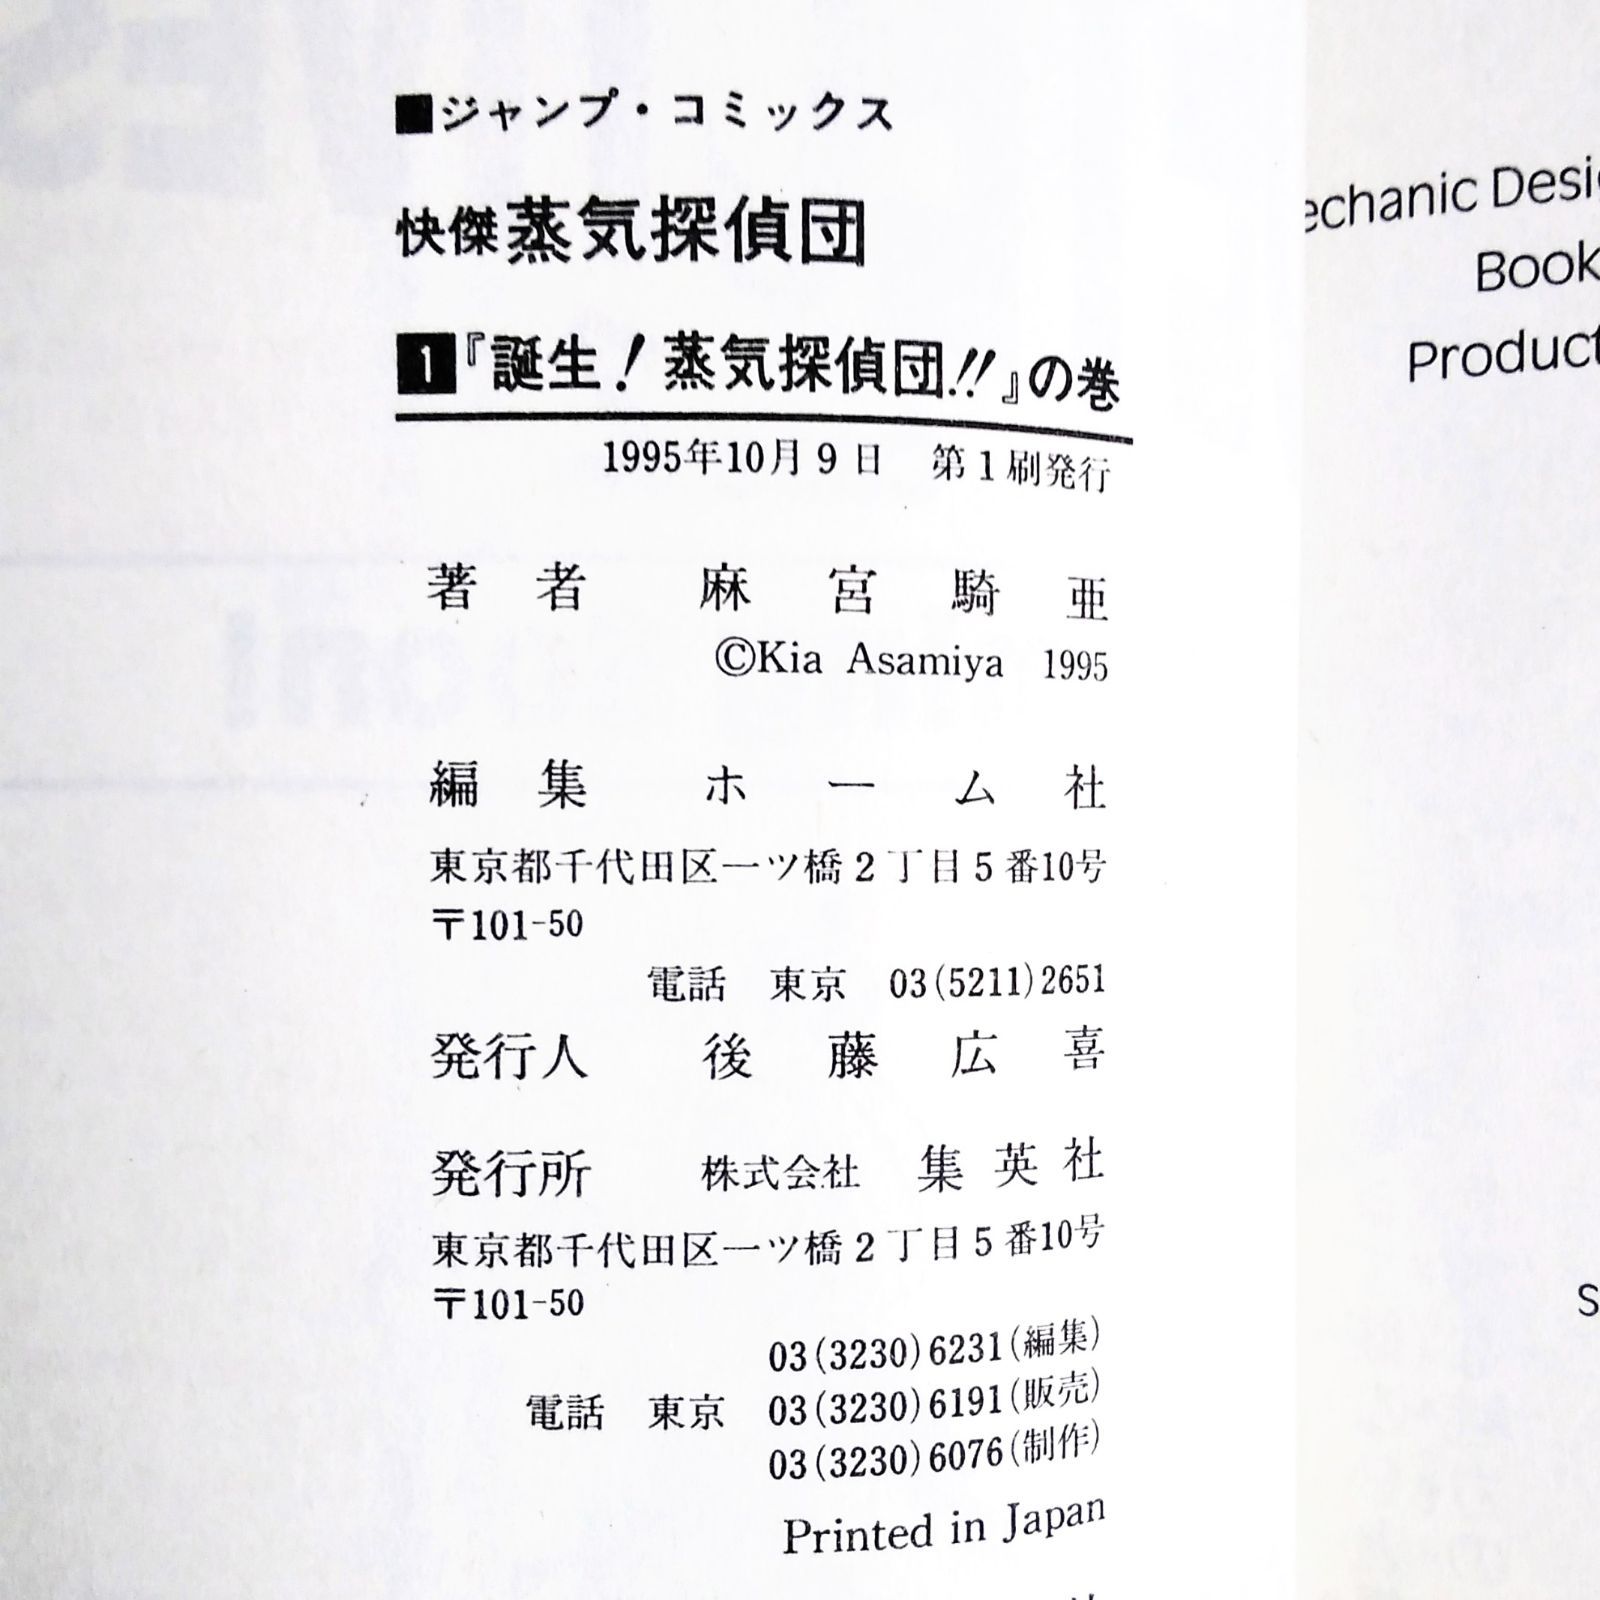 ■ジャンプ・コミックス
快傑 蒸気探偵団
1『誕生!蒸気探偵団!!』の巻
1995年10月9日 第1刷発行
著者 麻宮騎亜
©Kia Asamiya 1995
編集 ホーム社
東京都千代田区一ツ橋2丁目5番10号
〒101-50
電話 東京 03(5211)2651
発行人 後藤広喜
発行所 株式会社 集英社
東京都千代田区一ツ橋2丁目5番10号
〒101-50
03(3230)6231(編集)
電話 東京 03(3230)6191(販売)
03(3230)6076(制作)
Printed in Japan
echanic Desi
Book
Product